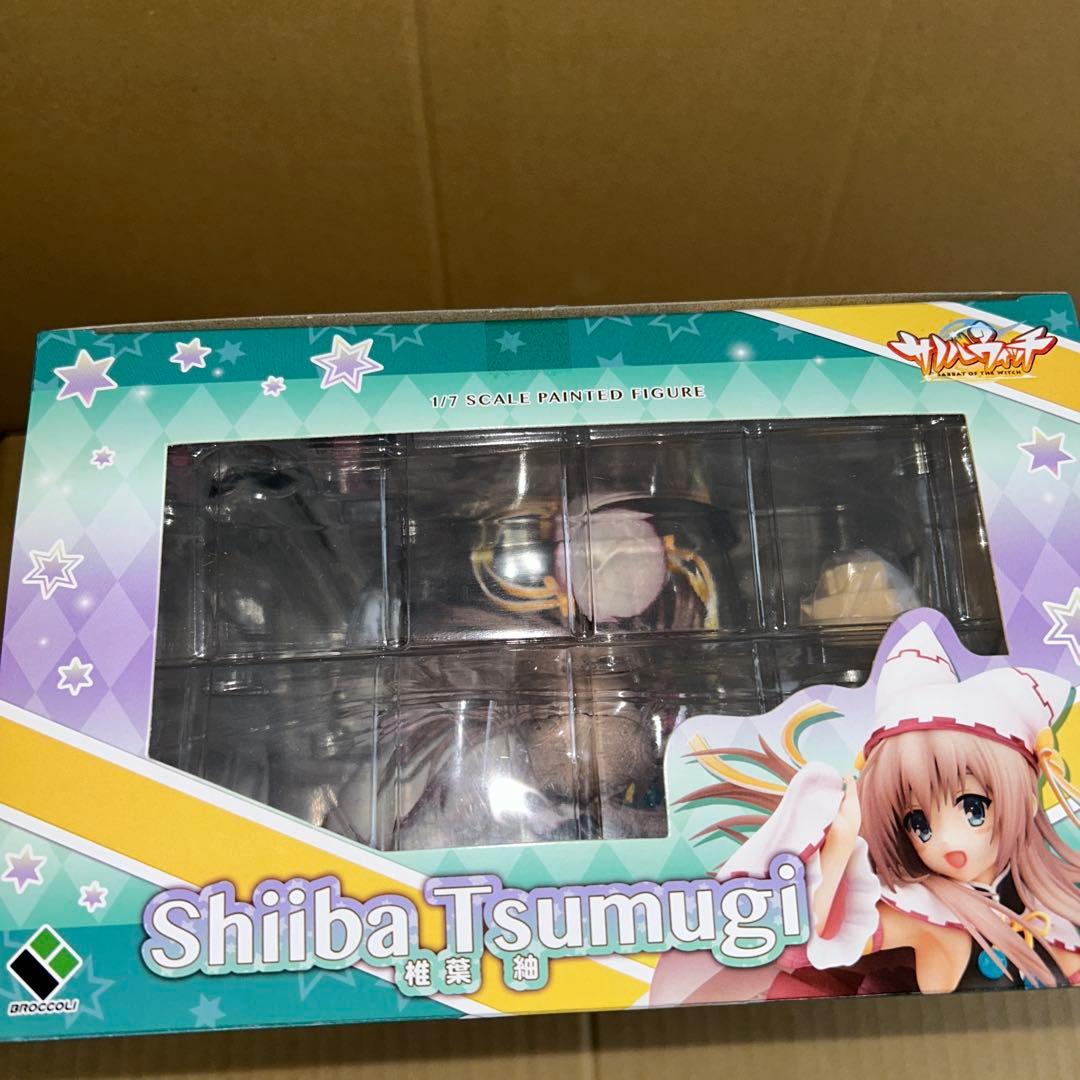 サノバウィッチ
SABBAT OF THE WITCH
1/7 SCALE PAINTED FIGURE
Shiiba Tsumugi
椎葉 紬
BROCCOLI